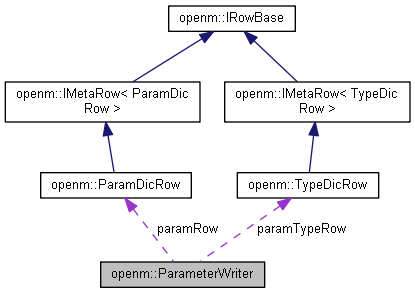 openm::IRowBase
openm::IMetaRow< ParamDic
Row >
openm::IMetaRow< TypeDic
Row >
openm::ParamDicRow
openm::TypeDicRow
paramRow
paramTypeRow
openm::ParameterWriter